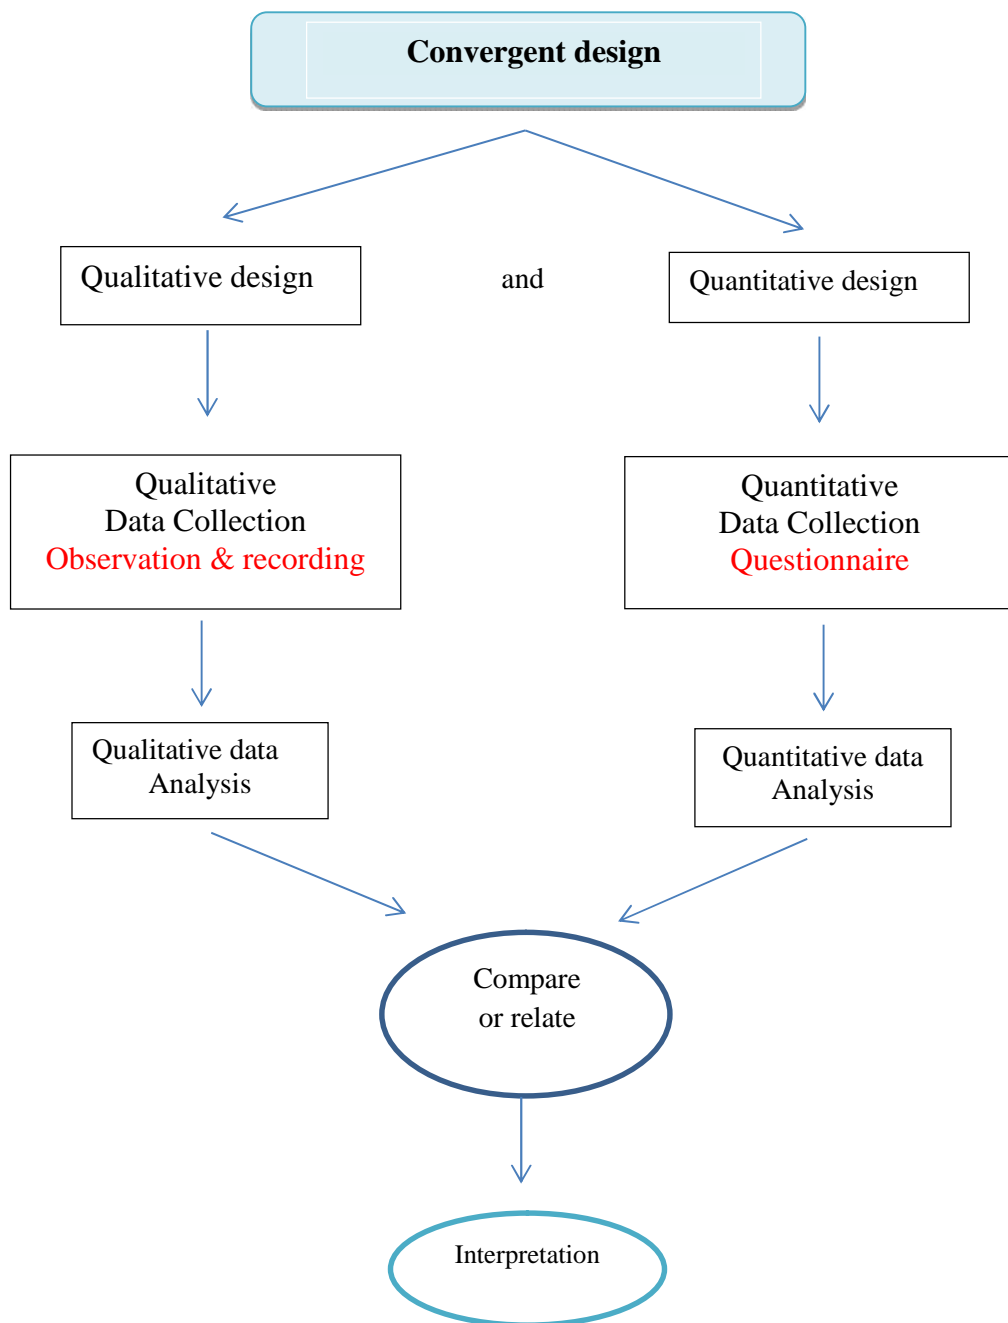 Convergent design
Qualitative design
and
Quantitative design
Qualitative
Data Collection
Observation & recording
Quantitative
Data Collection
Questionnaire
Qualitative data
Analysis
Quantitative data
Analysis
Compare
or relate
Interpretation